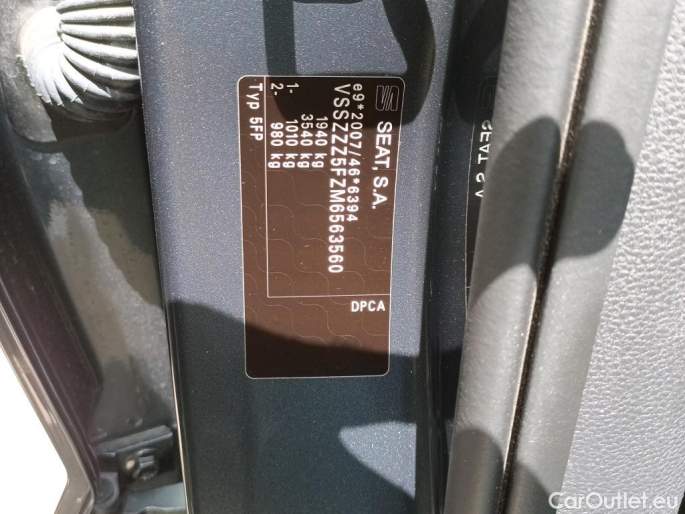 SEAT, S.A.
e9*2007/46*6394
VSSZZZ5FZM6563560
1940 kg
3540 kg
1- 1010 kg
2- 980 kg
Typ 5FP
DPCA
SEAT S A
CarOutlet.eu